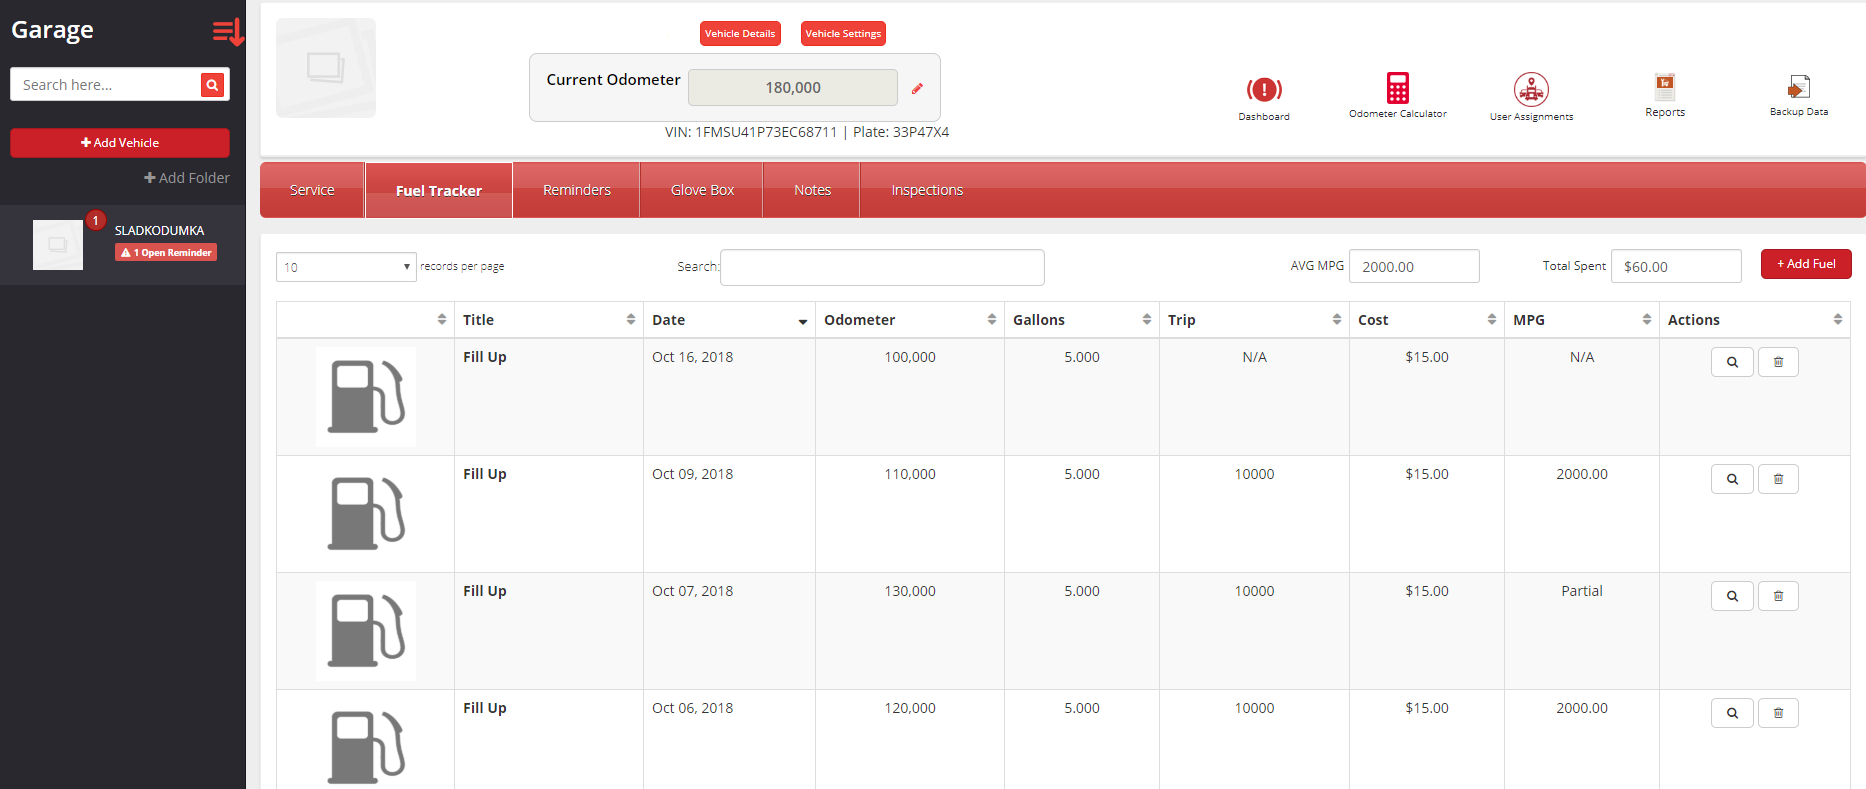 Garage
Search here...
Add Vehicle
Add Folder
1
SLADKODUMKA
1 Open Reminder
Vehicle Details Vehicle Settings
Current Odometer 180,000
VIN: 1FMSU41P73EC68711 | Plate: 33P47X4
Dashboard Odometer Calculator User Assignments Reports Backup Data
Service Fuel Tracker Reminders Glove Box Notes Inspections
10 records per page Search: AVG MPG 2000.00 Total Spent $60.00 + Add Fuel
Title Date Odometer Gallons Trip Cost MPG Actions
Fill Up Oct 16, 2018 100,000 5.000 N/A $15.00 N/A
Fill Up Oct 09, 2018 110,000 5.000 10000 $15.00 2000.00
Fill Up Oct 07, 2018 130,000 5.000 10000 $15.00 Partial
Fill Up Oct 06, 2018 120,000 5.000 10000 $15.00 2000.00